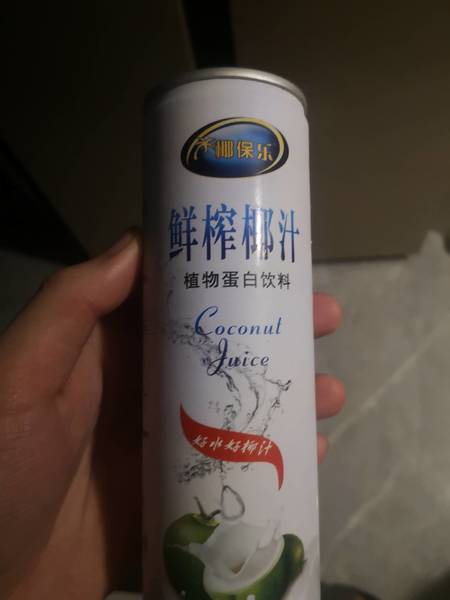 椰保乐
鲜榨椰汁
植物蛋白饮料
Coconut
Juice
好水好椰汁